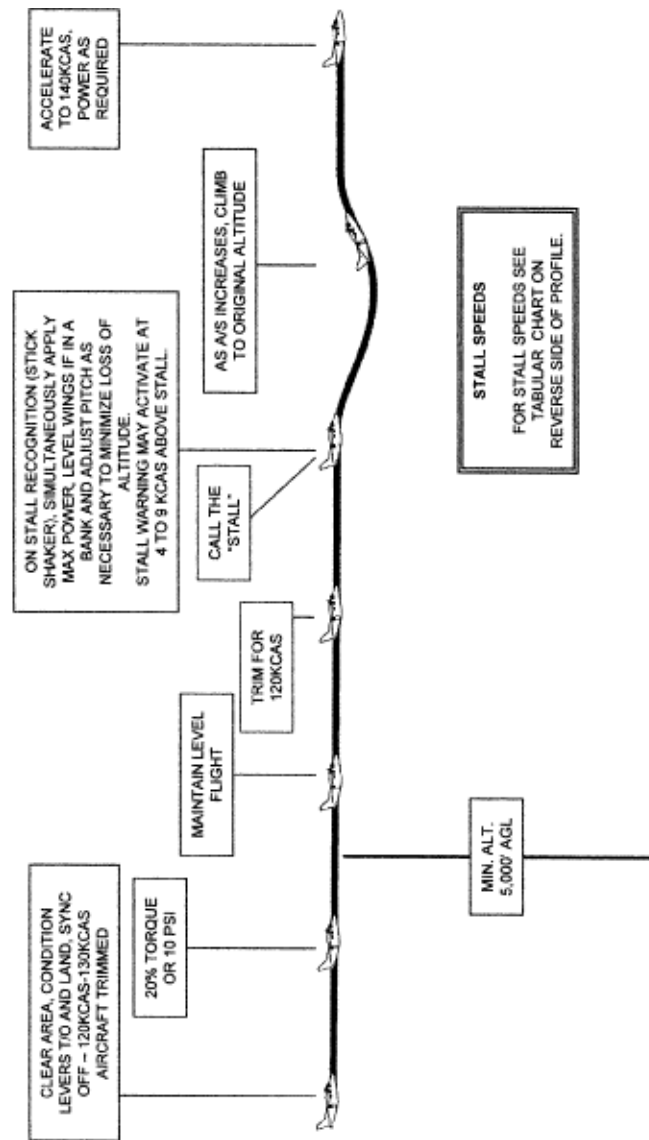 CLEAR AREA, CONDITION
LEVERS T/O AND LAND, SYNC
OFF – 120KCAS-130KCAS
AIRCRAFT TRIMMED
20% TORQUE
OR 10 PSI
MAINTAIN LEVEL
FLIGHT
TRIM FOR
120KCAS
CALL THE
"STALL"
ON STALL RECOGNITION (STICK
SHAKER), SIMULTANEOUSLY APPLY
MAX POWER, LEVEL WINGS IF IN A
BANK AND ADJUST PITCH AS
NECESSARY TO MINIMIZE LOSS OF
ALTITUDE.
STALL WARNING MAY ACTIVATE AT
4 TO 9 KCAS ABOVE STALL.
AS A/S INCREASES, CLIMB
TO ORIGINAL ALTITUDE
ACCELERATE
TO 140KCAS,
POWER AS
REQUIRED
MIN. ALT.
5,000' AGL
STALL SPEEDS
FOR STALL SPEEDS SEE
TABULAR CHART ON
REVERSE SIDE OF PROFILE.